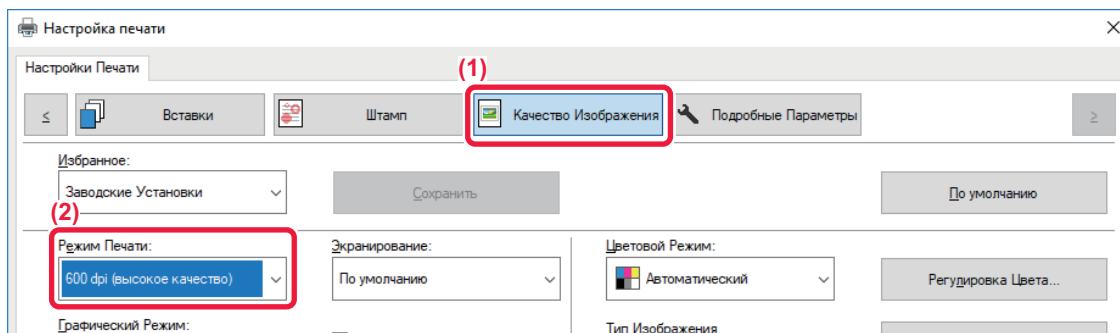 Настройка печати
Настройки Печати
(1)
≤ Вставки Штамп Качество Изображения Подробные Параметры ≥
Избранное:
Заводские Установки Сохранить По умолчанию
(2)
Режим Печати: Экранирование: Цветовой Режим:
600 dpi (высокое качество) По умолчанию Автоматический Регулировка Цвета...
Графический Режим: Тип Изображения